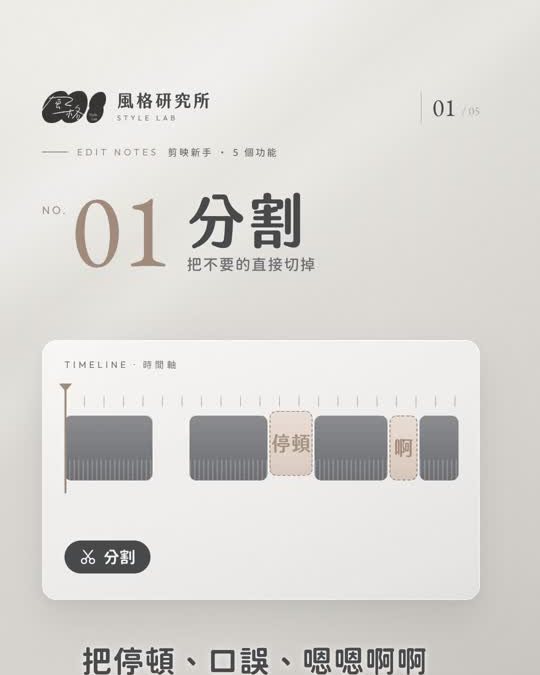 風格研究所
STYLE LAB
01 / 05
EDIT NOTES 剪映新手 • 5 個功能
NO. 01 分割
把不要的直接切掉
TIMELINE · 時間軸
停頓
啊
分割
把停頓、口誤、嗯嗯啊啊